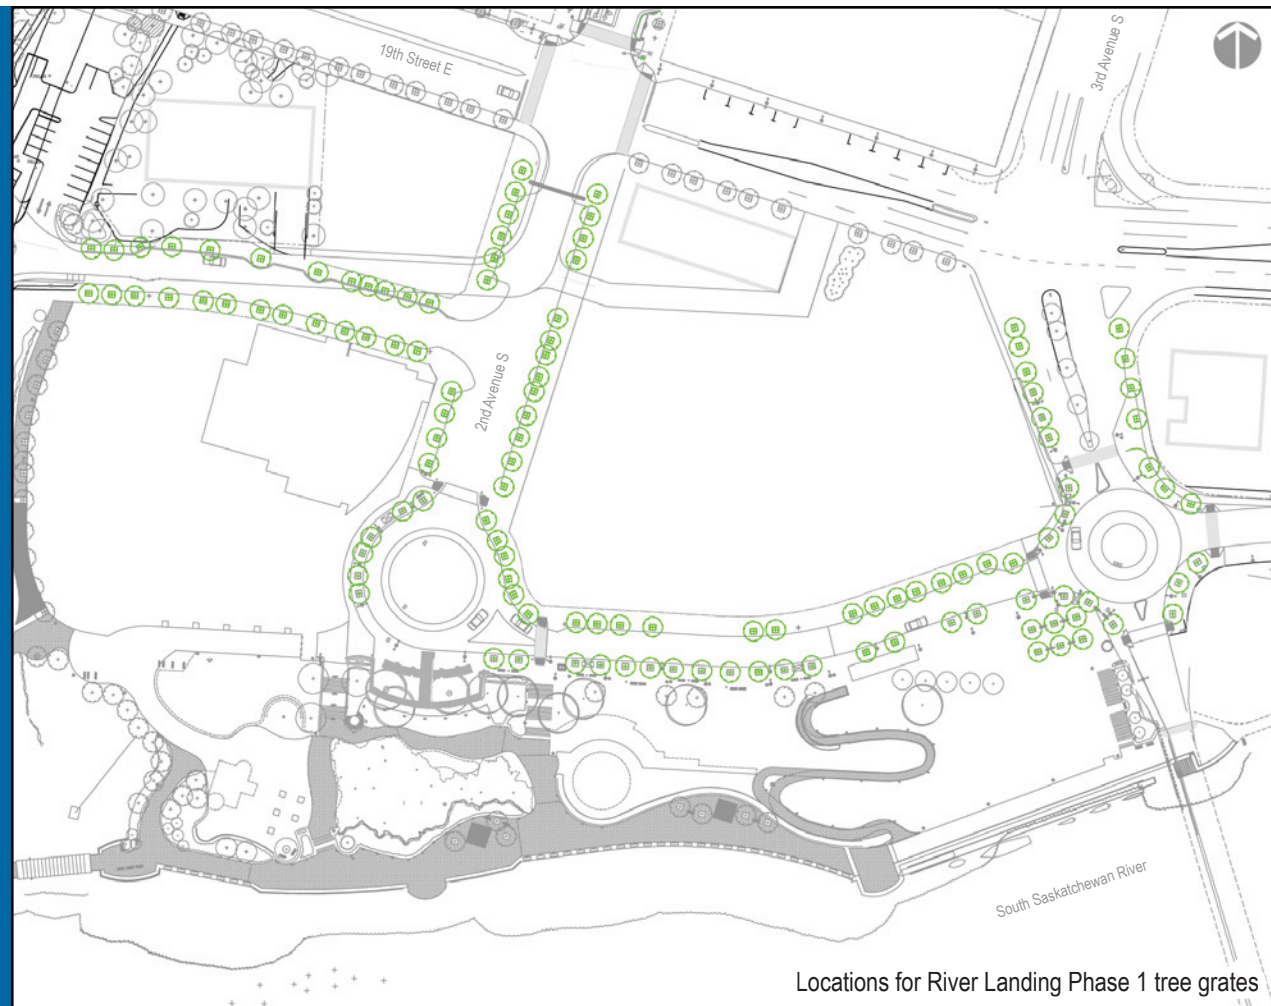 19th Street E
3rd Avenue S
2nd Avenue S
South Saskatchewan River
Locations for River Landing Phase 1 tree grates